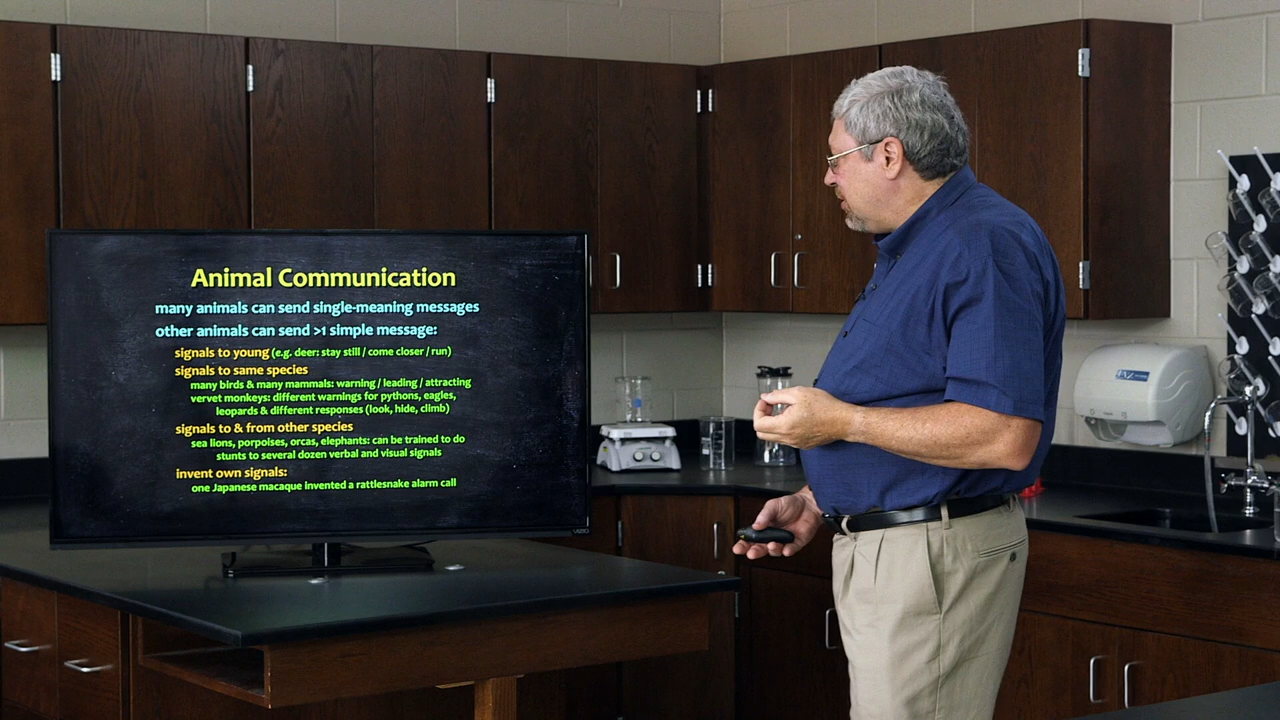 Animal Communication
many animals can send single-meaning messages
other animals can send >1 simple message:
signals to young (e.g. deer: stay still / come closer / run)
signals to same species
many birds & many mammals: warning / leading / attracting
vervet monkeys: different warnings for pythons, eagles,
leopards & different responses (look, hide, climb)
signals to & from other species
sea lions, porpoises, orcas, elephants: can be trained to do
stunts to several dozen verbal and visual signals
invent own signals:
one Japanese macaque invented a rattlesnake alarm call
VIZIO